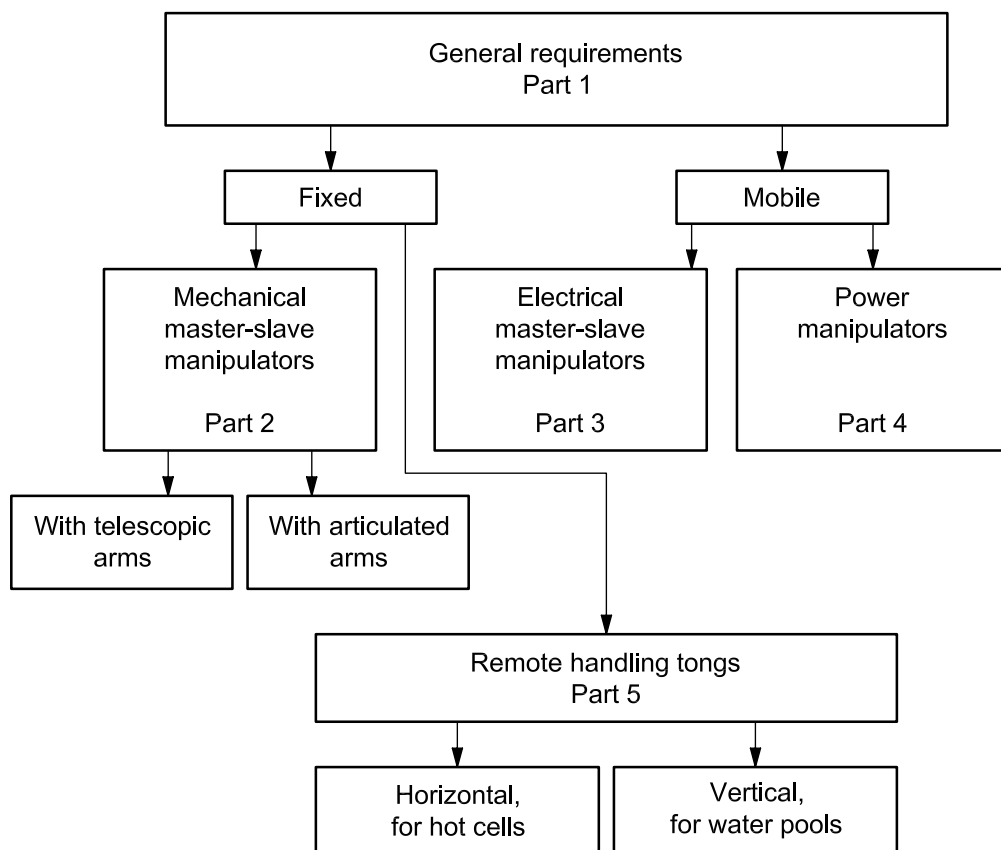 General requirements
Part 1
Fixed
Mobile
Mechanical
master-slave
manipulators
Part 2
Electrical
master-slave
manipulators
Part 3
Power
manipulators
Part 4
With telescopic
arms
With articulated
arms
Remote handling tongs
Part 5
Horizontal,
for hot cells
Vertical,
for water pools